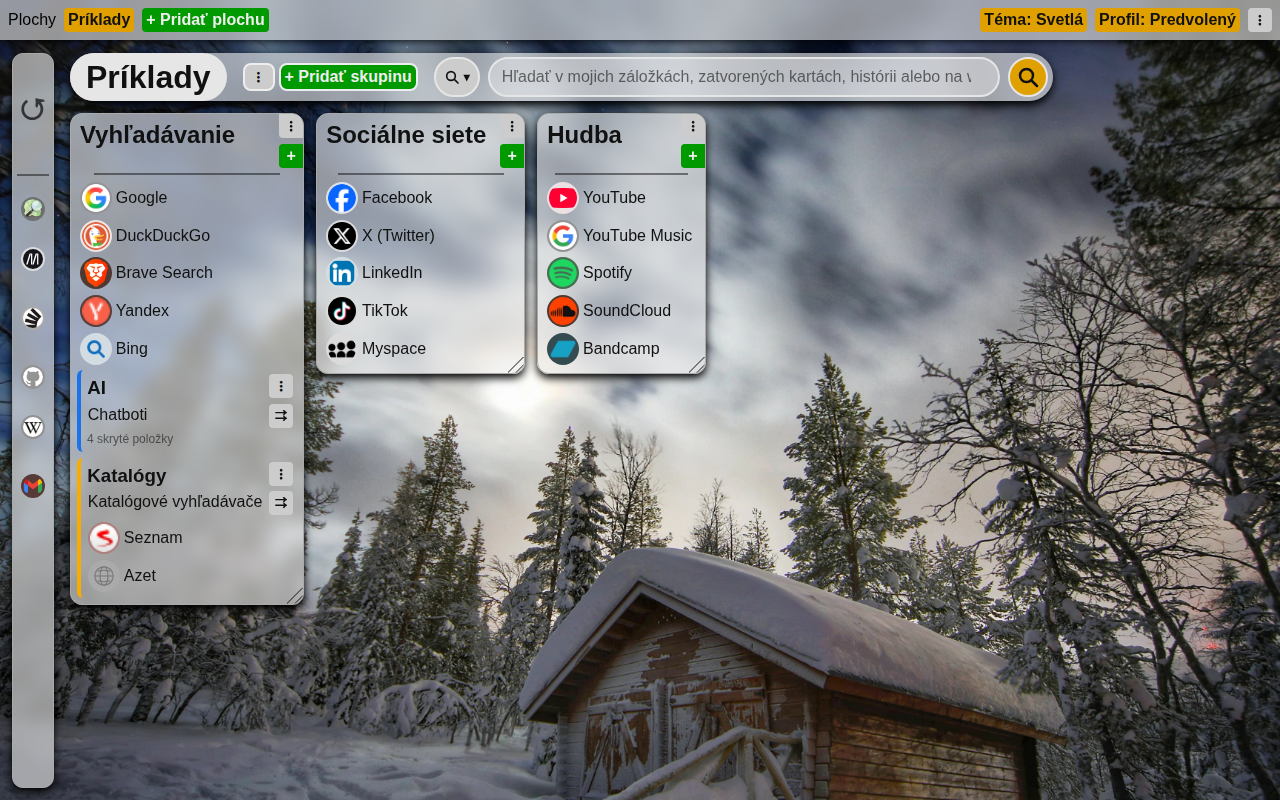 Plochy Príklady + Pridať plochu Téma: Svetlá Profil: Predvolený
Príklady + Pridať skupinu Hľadať v mojich záložkách, zatvorených kartách, histórii alebo na v
Vyhľadávanie
+
Google
DuckDuckGo
Brave Search
Yandex
Bing
AI
Chatboti
4 skryté položky
Katalógy
Katalógové vyhľadávače
Seznam
Azet
Sociálne siete
+
Facebook
X (Twitter)
LinkedIn
TikTok
Myspace
Hudba
+
YouTube
YouTube Music
Spotify
SoundCloud
Bandcamp